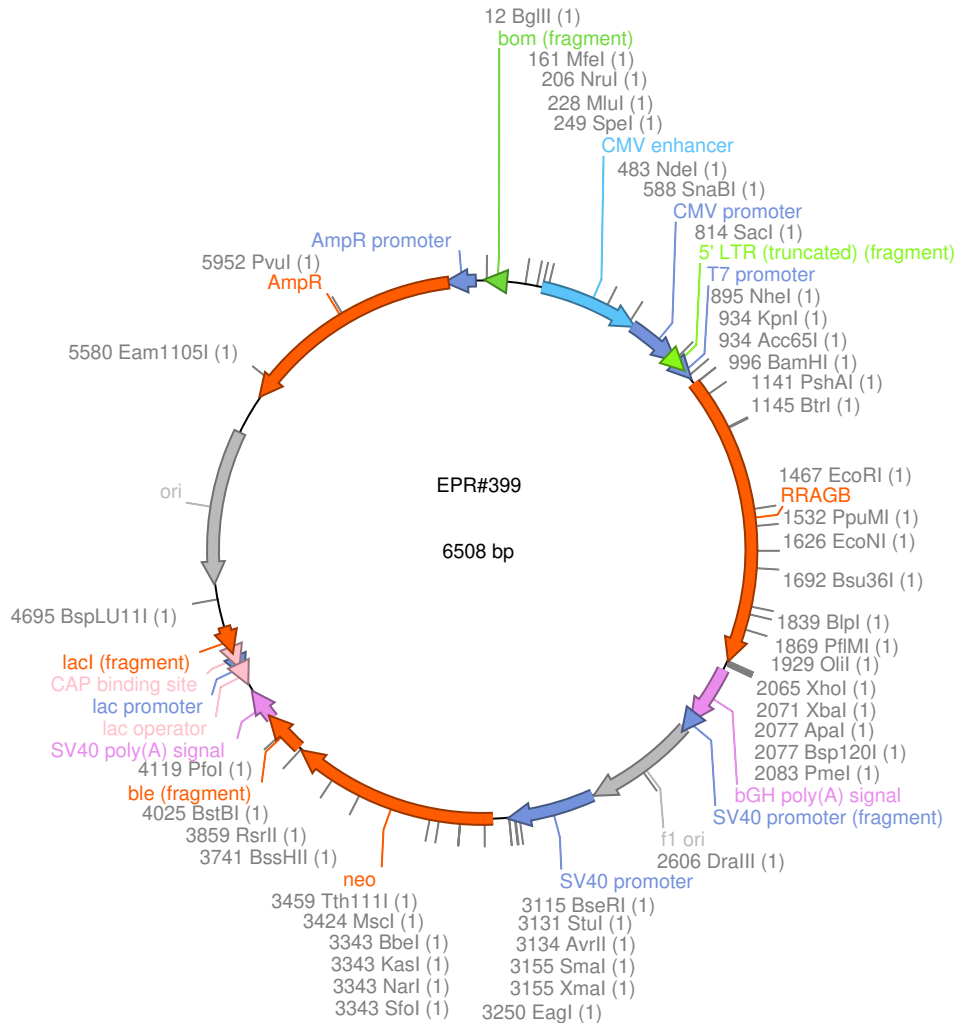 12 BglII (1)
bom (fragment)
161 MfeI (1)
206 NruI (1)
228 MluI (1)
249 SpeI (1)
CMV enhancer
483 NdeI (1)
588 SnaBI (1)
CMV promoter
814 SacI (1)
5' LTR (truncated) (fragment)
T7 promoter
895 NheI (1)
934 KpnI (1)
934 Acc65I (1)
996 BamHI (1)
1141 PshAI (1)
1145 BtrI (1)
1467 EcoRI (1)
RRAGB
1532 PpuMI (1)
1626 EcoNI (1)
1692 Bsu36I (1)
1839 BlpI (1)
1869 PflMI (1)
1929 OliI (1)
2065 XhoI (1)
2071 XbaI (1)
2077 ApaI (1)
2077 Bsp120I (1)
2083 PmeI (1)
bGH poly(A) signal
SV40 promoter (fragment)
f1 ori
2606 DraIII (1)
SV40 promoter
3115 BseRI (1)
3131 StuI (1)
3134 AvrII (1)
3155 SmaI (1)
3155 XmaI (1)
3250 EagI (1)
neo
3459 Tth111I (1)
3424 MscI (1)
3343 BbeI (1)
3343 KasI (1)
3343 NarI (1)
3343 SfoI (1)
3741 BssHII (1)
3859 RsrII (1)
4025 BstBI (1)
ble (fragment)
4119 PfoI (1)
SV40 poly(A) signal
lac operator
lac promoter
CAP binding site
lacI (fragment)
4695 BspLU11I (1)
ori
5580 Eam1105I (1)
AmpR
5952 PvuI (1)
AmpR promoter
EPR#399
6508 bp